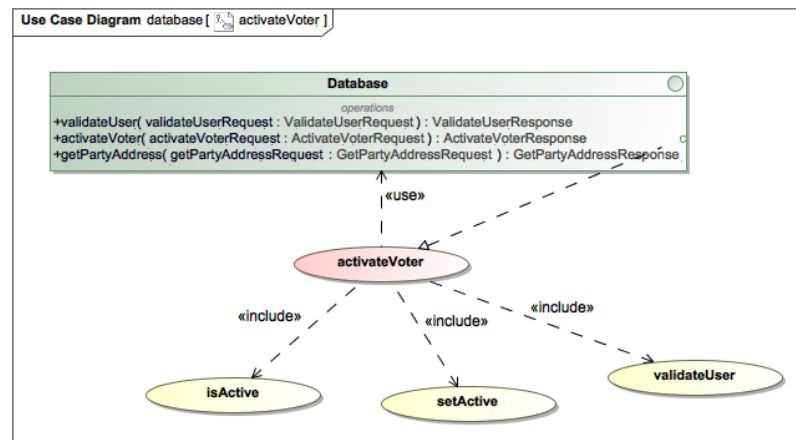 Use Case Diagram database [ activateVoter ]
Database
operations
+validateUser( validateUserRequest : ValidateUserRequest ) : ValidateUserResponse
+activateVoter( activateVoterRequest : ActivateVoterRequest ) : ActivateVoterResponse
+getPartyAddress( getPartyAddressRequest : GetPartyAddressRequest ) : GetPartyAddressResponse
«use»
activateVoter
«include»
«include»
«include»
isActive
setActive
validateUser